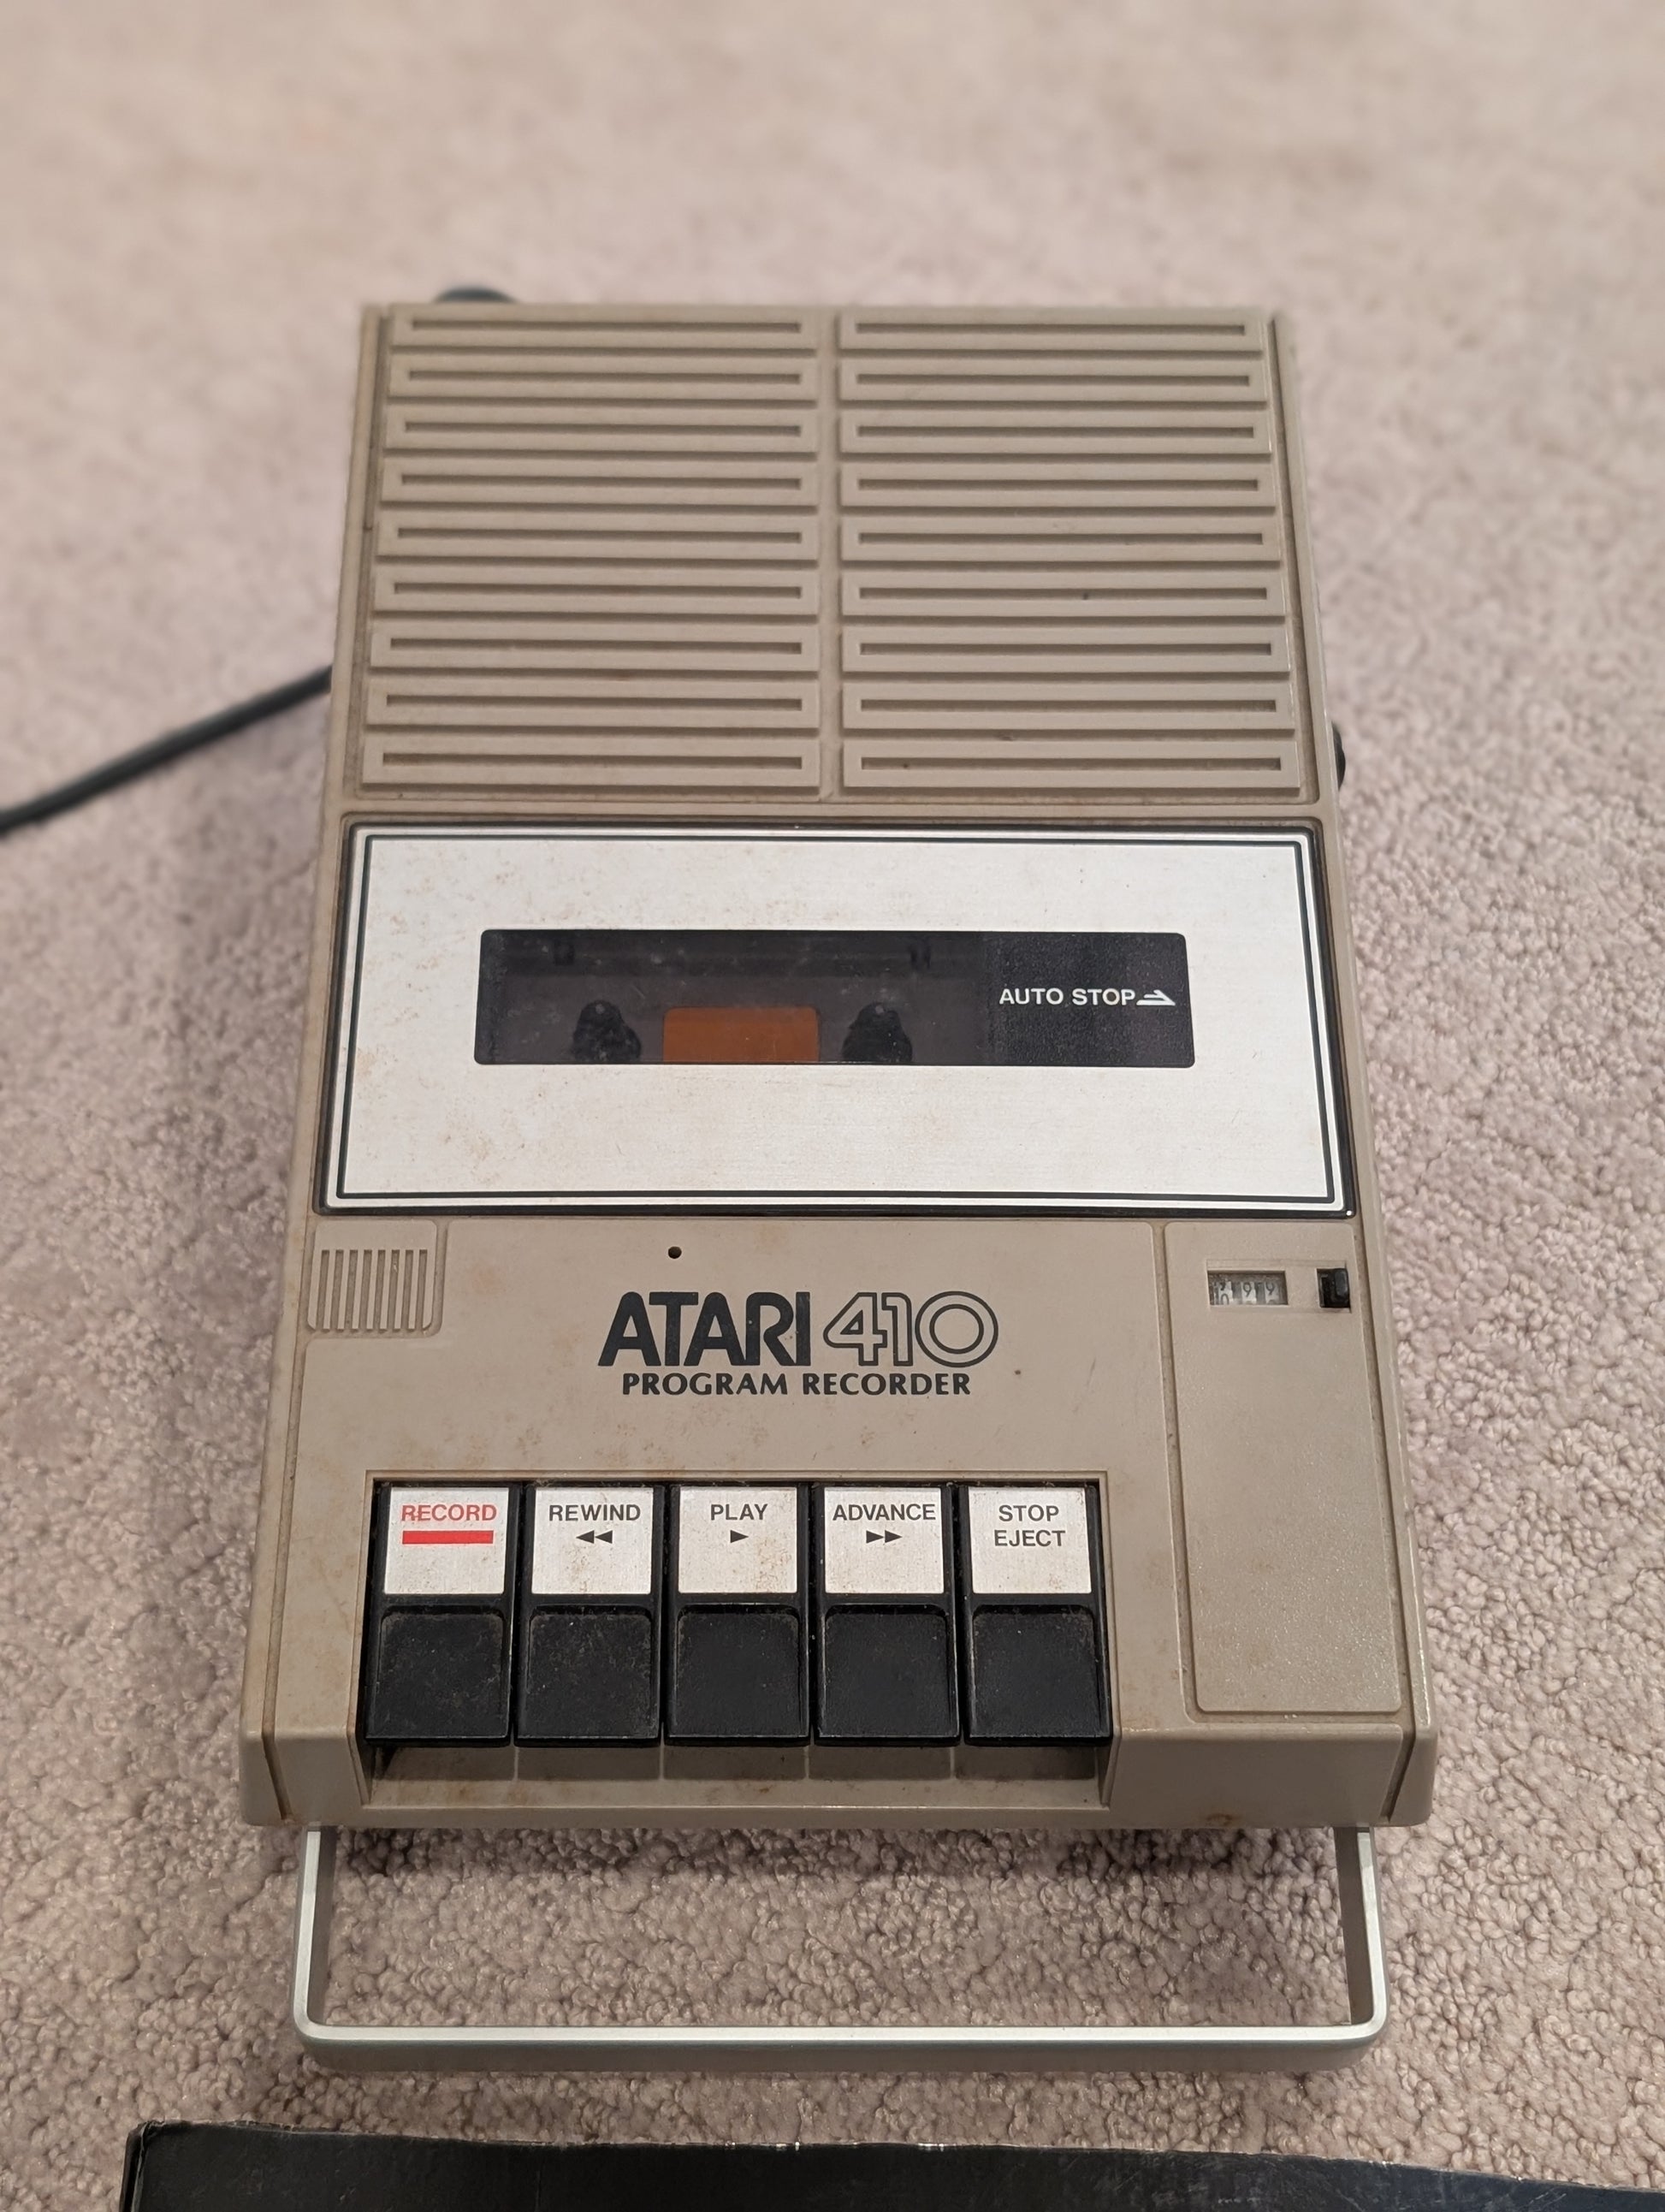 AUTO STOP
ATARI 410
PROGRAM RECORDER
RECORD
REWIND
PLAY
ADVANCE
STOP
EJECT